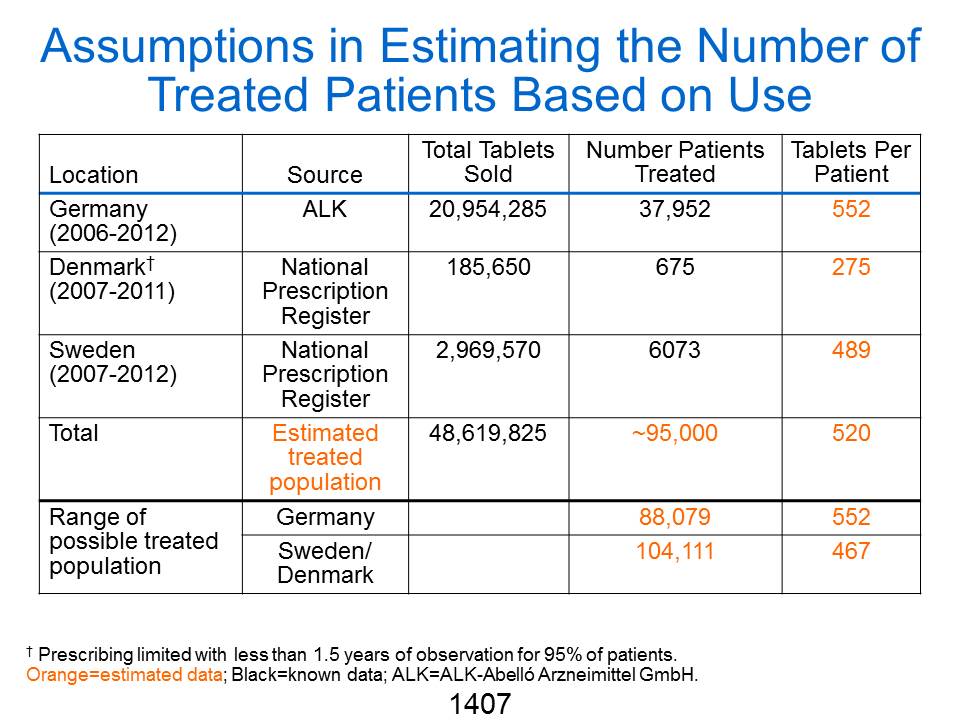 Assumptions in Estimating the Number of
Treated Patients Based on Use
Location
Source
Total Tablets
Sold
Number Patients
Treated
Tablets Per
Patient
Germany
(2006-2012)
ALK
20,954,285
37,952
552
Denmark†
(2007-2011)
National
Prescription
Register
185,650
675
275
Sweden
(2007-2012)
National
Prescription
Register
2,969,570
6073
489
Total
Estimated
treated
population
48,619,825
~95,000
520
Range of
possible treated
population
Germany
88,079
552
Sweden/
Denmark
104,111
467
† Prescribing limited with less than 1.5 years of observation for 95% of patients.
Orange=estimated data; Black=known data; ALK=ALK-Abelló Arzneimittel GmbH.
1407